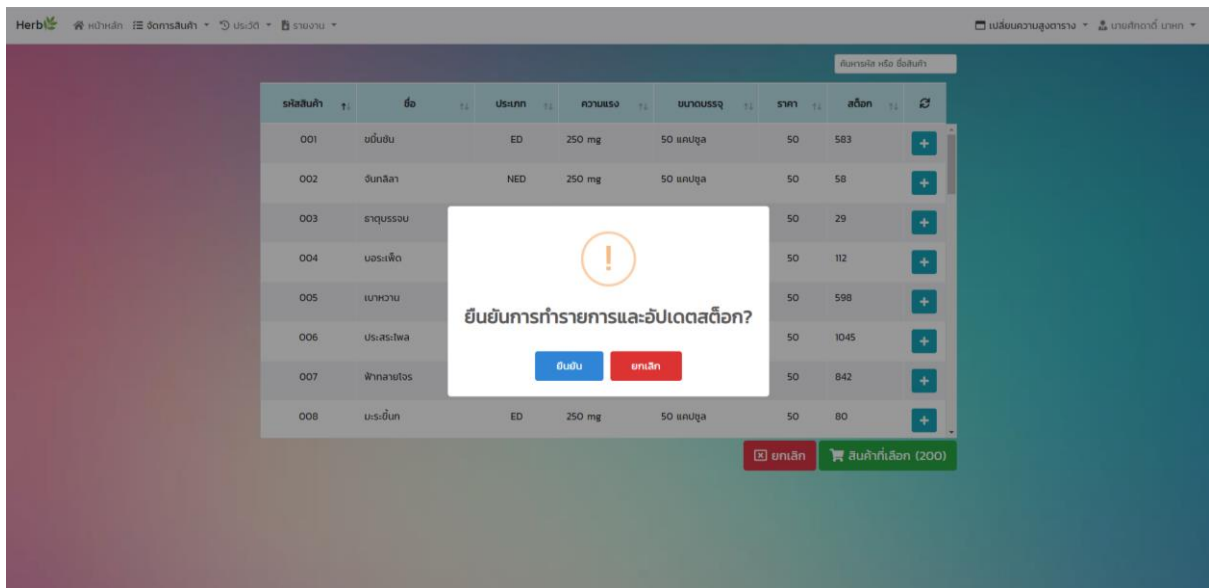 Herb หน้าหลัก จัดการสินค้า ประวัติ รายงาน เปลี่ยนความสูงตาราง นายศักดาดิ์ นาหก
ค้นหารหัส หรือ ชื่อสินค้า
รหัสสินค้า ชื่อ ประเภท ความแรง ขนาดบรรจุ ราคา สต็อก
001 ขมิ้นชัน ED 250 mg 50 แคปซูล 50 583
002 จันทลีลา NED 250 mg 50 แคปซูล 50 58
003 ธาตุบรรจบ 50 29
004 บอระเพ็ด 50 112
005 เบาหวาน 50 598
006 ประสะไพล 50 1045
007 ฟ้าทลายโจร 50 842
008 มะระขี้นก ED 250 mg 50 แคปซูล 50 80
ยืนยันการทำรายการและอัปเดตสต็อก?
ยืนยัน ยกเลิก
ยกเลิก สินค้าที่เลือก (200)